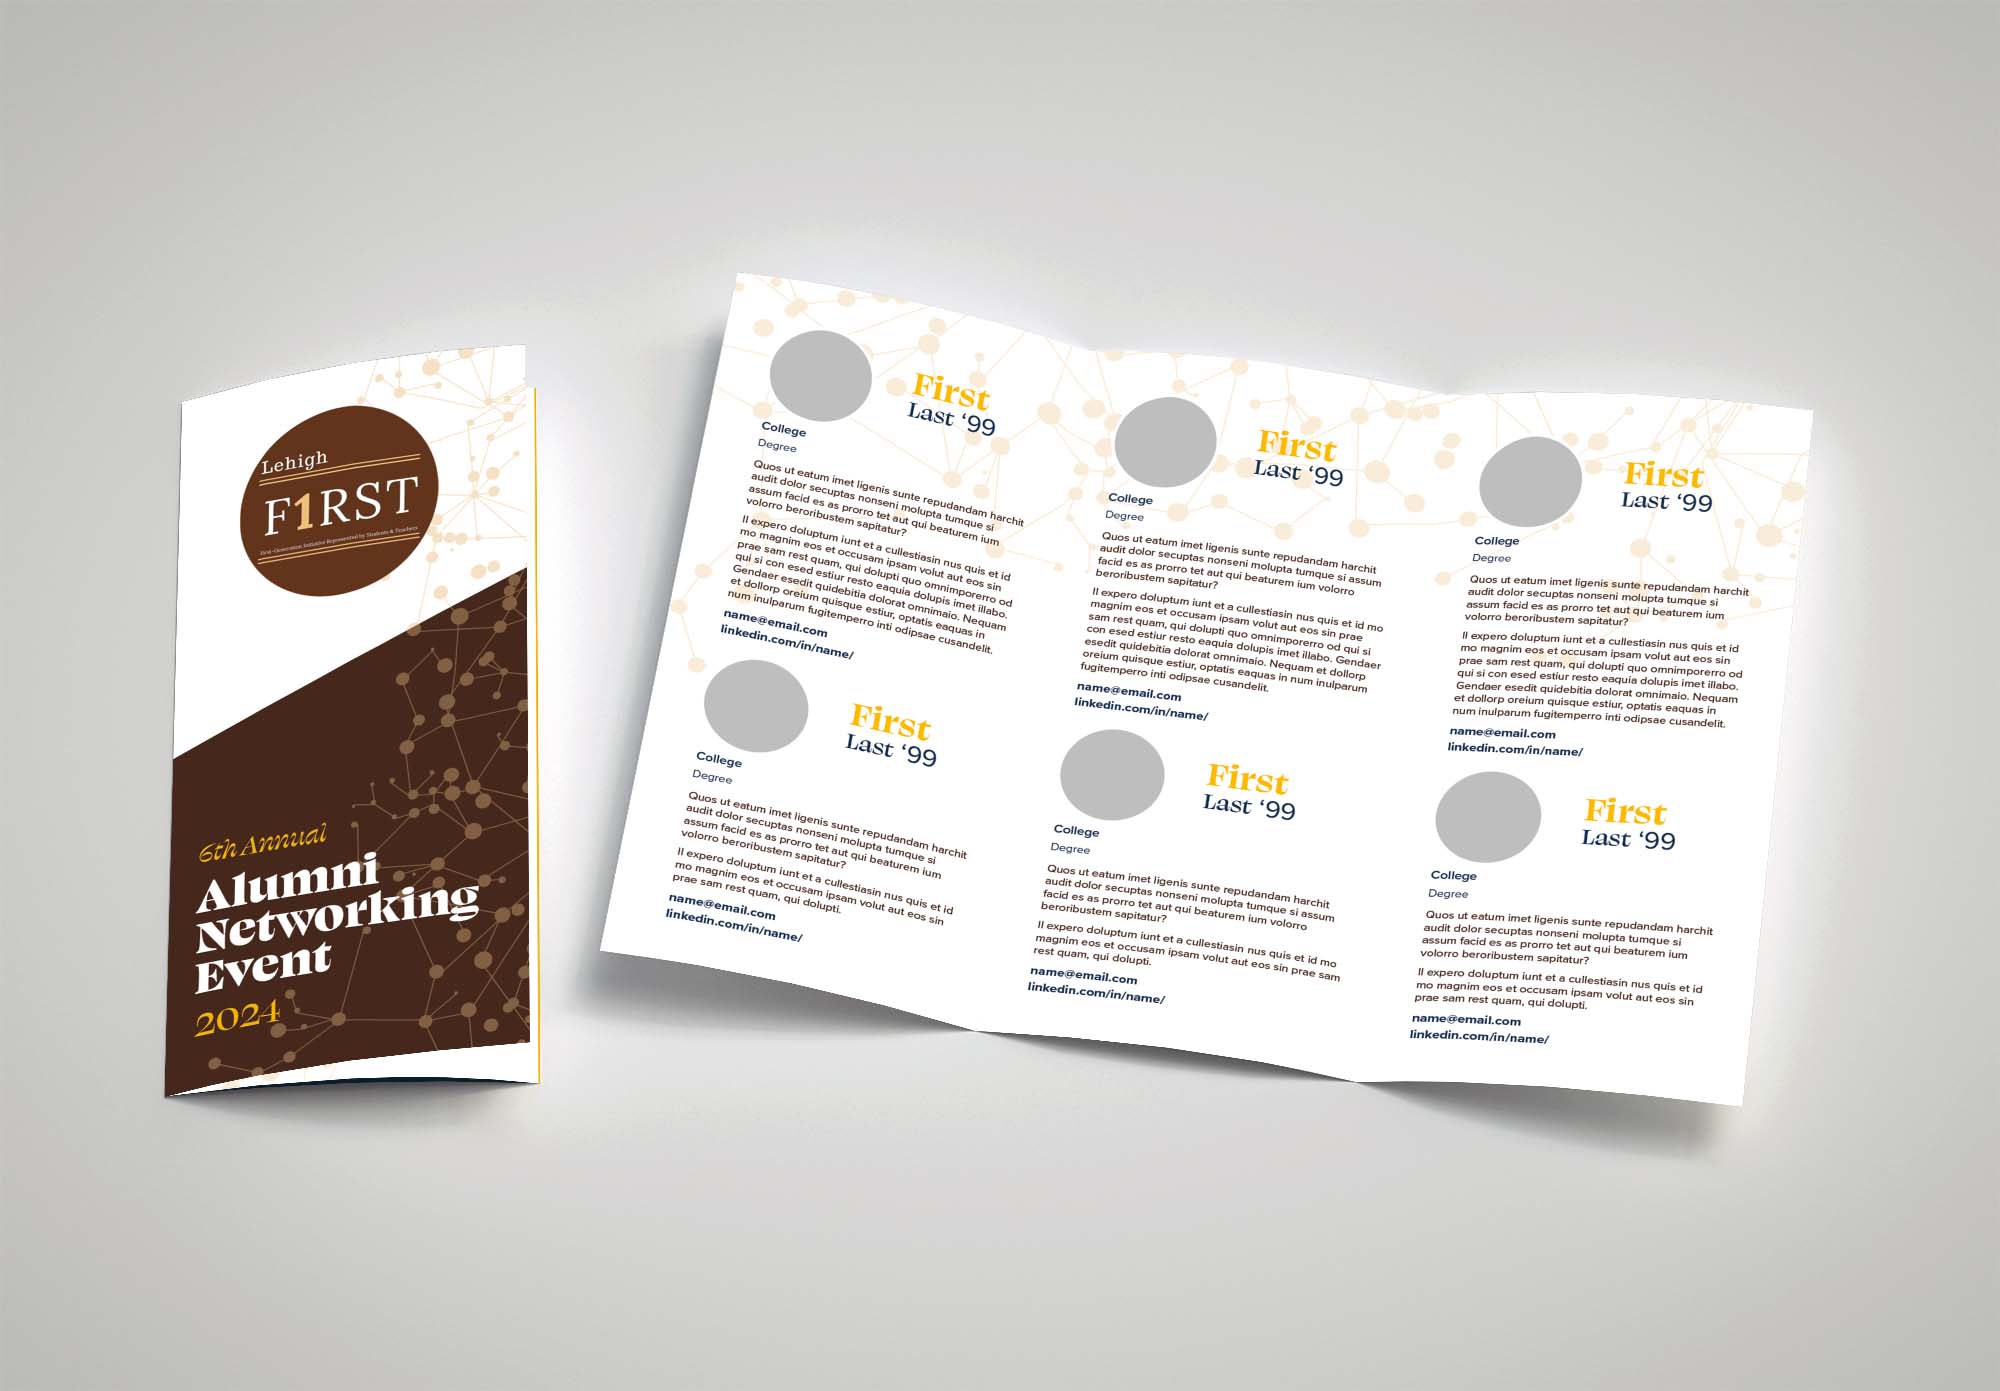 Lehigh
F1RST
First-Generation Initiative Represented by Students & Teachers
6th Annual
Alumni
Networking
Event
2024
First
Last ‘99
College
Degree
Quos ut eatum imet ligenis sunte repudandam harchit
audit dolor secuptas nonseni molupta tumque si
assum facid es as prorro tet aut qui beaturem ium
volorro beroribustem sapitatur?
Il expero doluptum iunt et a cullestiasin nus quis et id
mo magnim eos et occusam ipsam volut aut eos sin
prae sam rest quam, qui dolupti quo omnimporerro od
qui si con esed estiur resto eaquia dolupis imet illabo.
Gendaer esedit quidebitia dolorat omnimaio. Nequam
et dollorp oreium quisque estiur, optatis eaquas in
num inulparum fugitemperro inti odipsae cusandelit.
name@email.com
linkedin.com/in/name/
First
Last ‘99
College
Degree
Quos ut eatum imet ligenis sunte repudandam harchit
audit dolor secuptas nonseni molupta tumque si
assum facid es as prorro tet aut qui beaturem ium
volorro beroribustem sapitatur?
Il expero doluptum iunt et a cullestiasin nus quis et id
mo magnim eos et occusam ipsam volut aut eos sin
prae sam rest quam, qui dolupti.
name@email.com
linkedin.com/in/name/
First
Last ‘99
College
Degree
Quos ut eatum imet ligenis sunte repudandam harchit
audit dolor secuptas nonseni molupta tumque si assum
facid es as prorro tet aut qui beaturem ium volorro
beroribustem sapitatur?
Il expero doluptum iunt et a cullestiasin nus quis et id mo
magnim eos et occusam ipsam volut aut eos sin prae
sam rest quam, qui dolupti quo omnimporerro od qui si
con esed estiur resto eaquia dolupis imet illabo. Gendaer
esedit quidebitia dolorat omnimaio. Nequam et dollorp
oreium quisque estiur, optatis eaquas in num inulparum
fugitemperro inti odipsae cusandelit.
name@email.com
linkedin.com/in/name/
First
Last ‘99
College
Degree
Quos ut eatum imet ligenis sunte repudandam harchit
audit dolor secuptas nonseni molupta tumque si assum
facid es as prorro tet aut qui beaturem ium volorro
beroribustem sapitatur?
Il expero doluptum iunt et a cullestiasin nus quis et id mo
magnim eos et occusam ipsam volut aut eos sin prae sam
rest quam, qui dolupti.
name@email.com
linkedin.com/in/name/
First
Last ‘99
College
Degree
Quos ut eatum imet ligenis sunte repudandam harchit
audit dolor secuptas nonseni molupta tumque si
assum facid es as prorro tet aut qui beaturem ium
volorro beroribustem sapitatur?
Il expero doluptum iunt et a cullestiasin nus quis et id
mo magnim eos et occusam ipsam volut aut eos sin
prae sam rest quam, qui dolupti quo omnimporerro od
qui si con esed estiur resto eaquia dolupis imet illabo.
Gendaer esedit quidebitia dolorat omnimaio. Nequam
et dollorp oreium quisque estiur, optatis eaquas in
num inulparum fugitemperro inti odipsae cusandelit.
name@email.com
linkedin.com/in/name/
First
Last ‘99
College
Degree
Quos ut eatum imet ligenis sunte repudandam harchit
audit dolor secuptas nonseni molupta tumque si
assum facid es as prorro tet aut qui beaturem ium
volorro beroribustem sapitatur?
Il expero doluptum iunt et a cullestiasin nus quis et id
mo magnim eos et occusam ipsam volut aut eos sin
prae sam rest quam, qui dolupti.
name@email.com
linkedin.com/in/name/